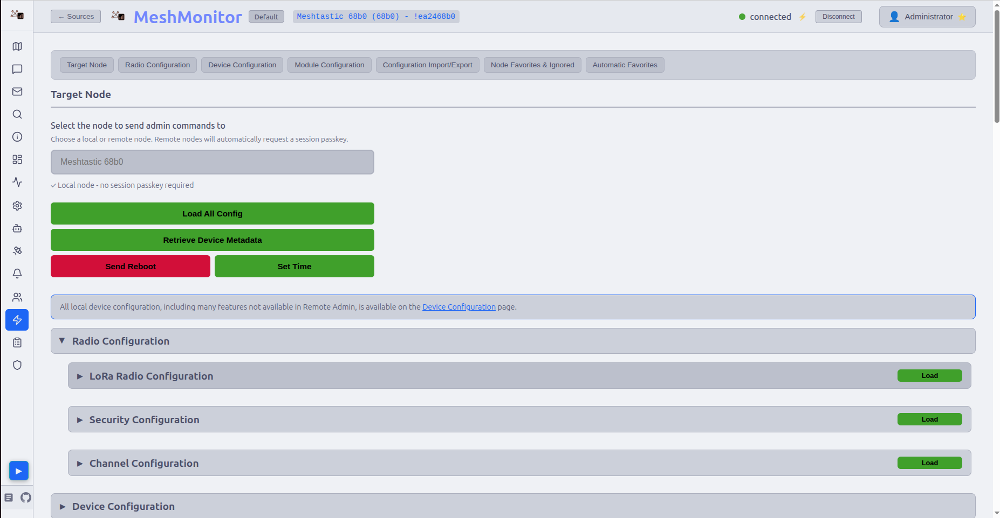 ← Sources
MeshMonitor
Default
Meshtastic 68b0 (68b0) - !ea2468b0
connected
Disconnect
Administrator
Target Node
Radio Configuration
Device Configuration
Module Configuration
Configuration Import/Export
Node Favorites & Ignored
Automatic Favorites
Target Node
Select the node to send admin commands to
Choose a local or remote node. Remote nodes will automatically request a session passkey.
Meshtastic 68b0
✓ Local node - no session passkey required
Load All Config
Retrieve Device Metadata
Send Reboot
Set Time
All local device configuration, including many features not available in Remote Admin, is available on the Device Configuration page.
▼ Radio Configuration
▶ LoRa Radio Configuration
Load
▶ Security Configuration
Load
▶ Channel Configuration
Load
▶ Device Configuration